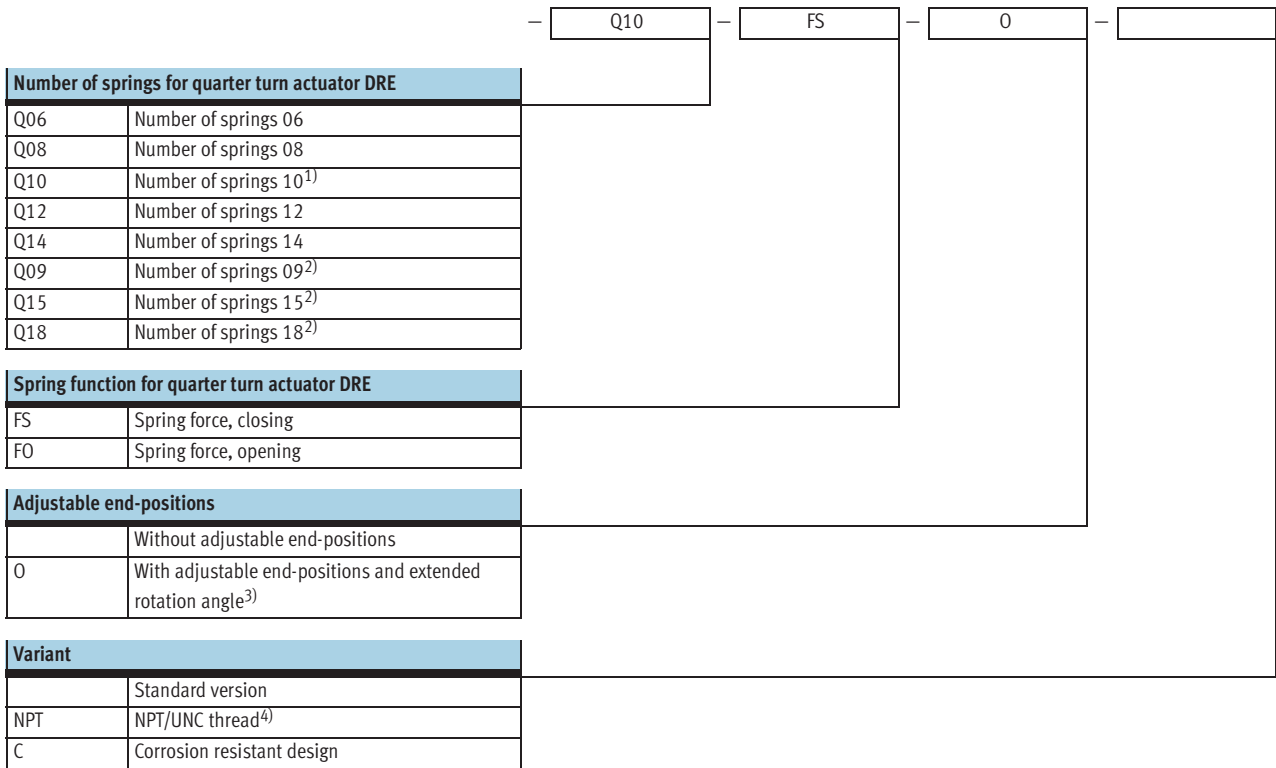 – Q10 – FS – O –
Number of springs for quarter turn actuator DRE
Q06 Number of springs 06
Q08 Number of springs 08
Q10 Number of springs 101)
Q12 Number of springs 12
Q14 Number of springs 14
Q09 Number of springs 092)
Q15 Number of springs 152)
Q18 Number of springs 182)
Spring function for quarter turn actuator DRE
FS Spring force, closing
FO Spring force, opening
Adjustable end-positions
Without adjustable end-positions
O With adjustable end-positions and extended
rotation angle3)
Variant
Standard version
NPT NPT/UNC thread4)
C Corrosion resistant design